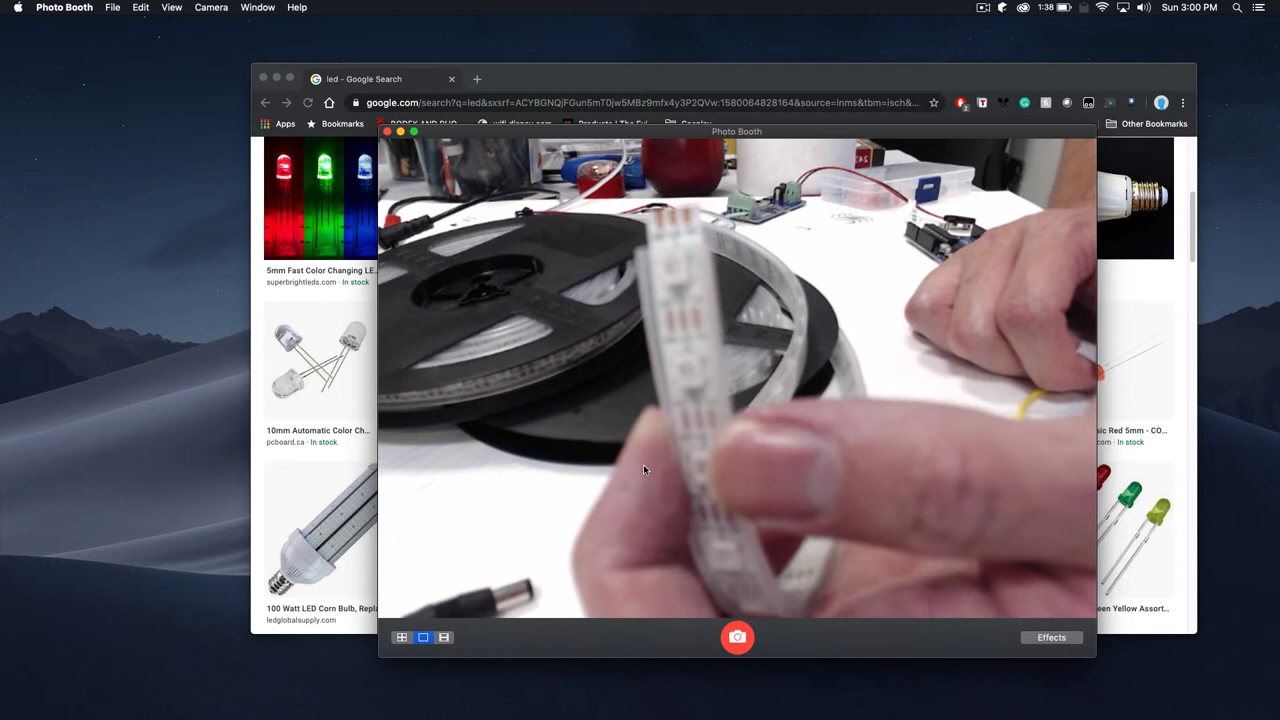 Photo Booth File Edit View Camera Window Help 1:38 Sun 3:00 PM
led - Google Search
google.com/search?q=led&sxsrf=ACYBGNQjFGun5mT0jw5MBz9mfx4y3P2QVw:1580064828164&source=lnms&tbm=isch&...
Apps Bookmarks Other Bookmarks
Photo Booth
5mm Fast Color Changing LE...
superbrightleds.com · In stock
10mm Automatic Color Ch...
pcboard.ca · In stock
100 Watt LED Corn Bulb, Repla
ledglobalsupply.com
sic Red 5mm - CO...
m · In stock
een Yellow Assort...
Effects